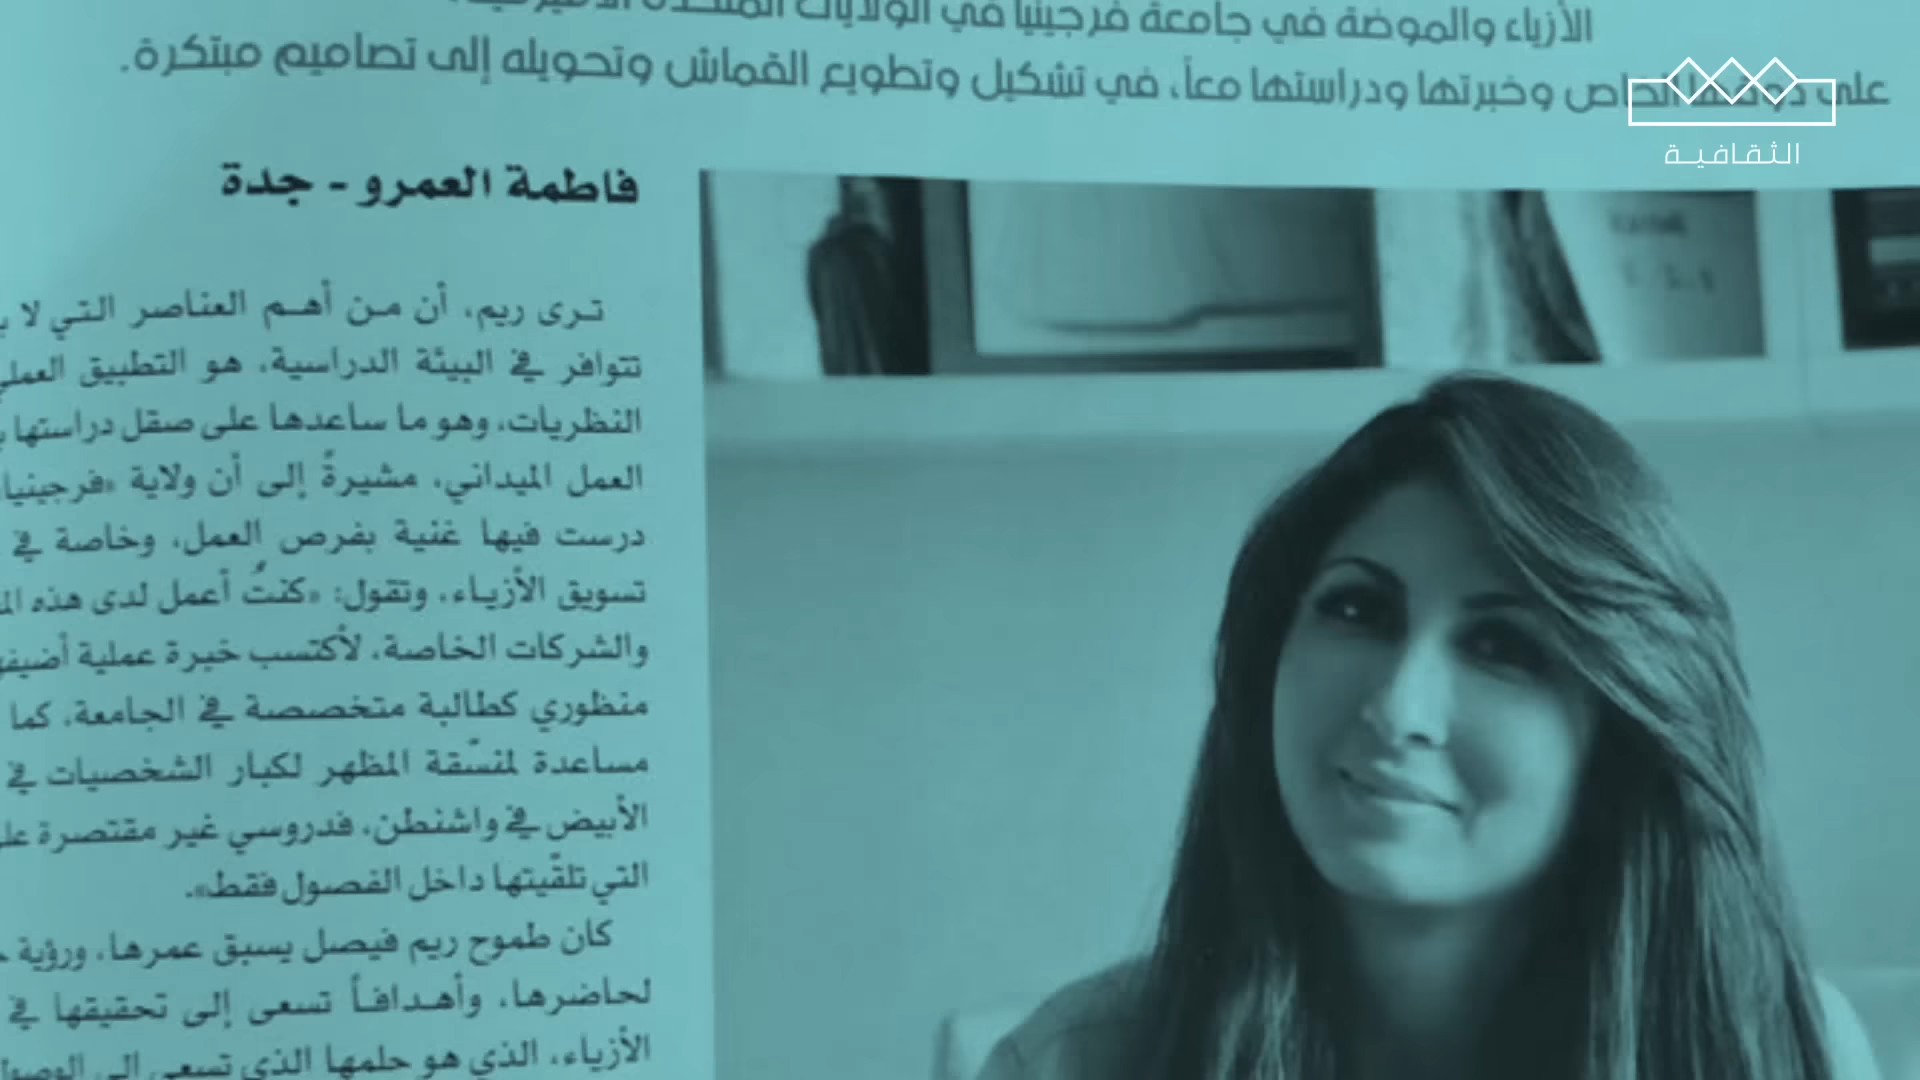 الأزياء والموضة في جامعة فرجينيا في الولايات المتحدة
على ذوقها الخاص وخبرتها ودراستها معاً، في تشكيل وتطويع القماش وتحويله إلى تصاميم مبتكرة.
الثقافية
فاطمة العمرو - جدة
ترى ريم، أن من أهم العناصر التي لا
تتوافر في البيئة الدراسية، هو التطبيق العملي
النظريات، وهو ما ساعدها على صقل دراستها
العمل الميداني، مشيرةً إلى أن ولاية «فرجينيا
درست فيها غنية بفرص العمل، وخاصة في
تسويق الأزياء، وتقول: «كنتُ أعمل لدى هذه
والشركات الخاصة، لأكتسب خبرة عملية
منظوري كطالبة متخصصة في الجامعة، كما
مساعدة لمنسّقة المظهر لكبار الشخصيات في
الأبيض في واشنطن، فدروسي غير مقتصرة
التي تلقّيتها داخل الفصول فقط».
كان طموح ريم فيصل يسبق عمرها، ورؤية
لحاضرها، وأهدافاً تسعى إلى تحقيقها في
الأزياء، الذي هو حلمها الذي تسعى إلى